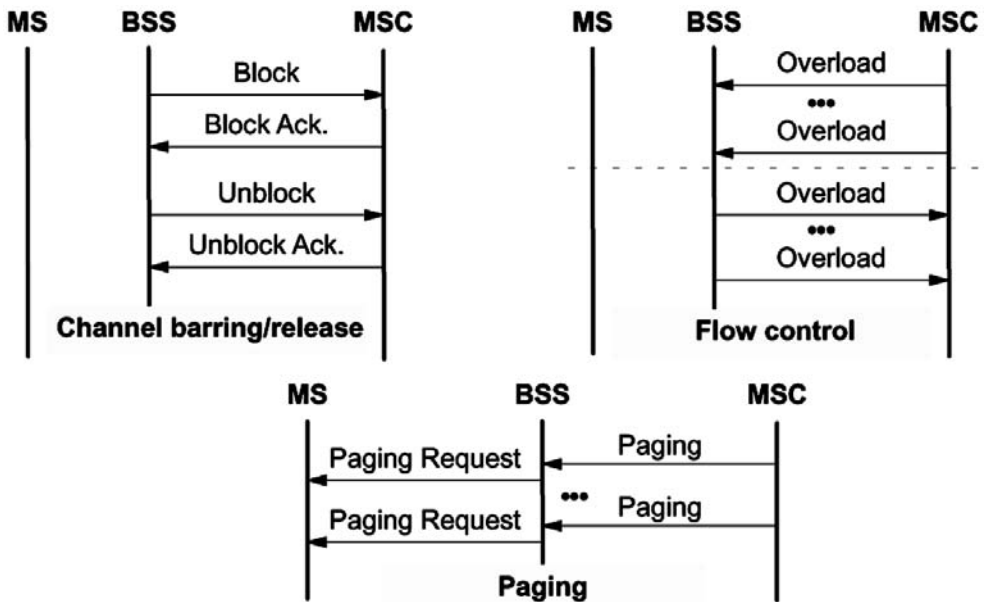 MS BSS MSC
Block
Block Ack.
Unblock
Unblock Ack.
Channel barring/release
MS BSS MSC
Overload
•••
Overload
Overload
•••
Overload
Flow control
MS BSS MSC
Paging Request Paging
•••
Paging Request Paging
Paging